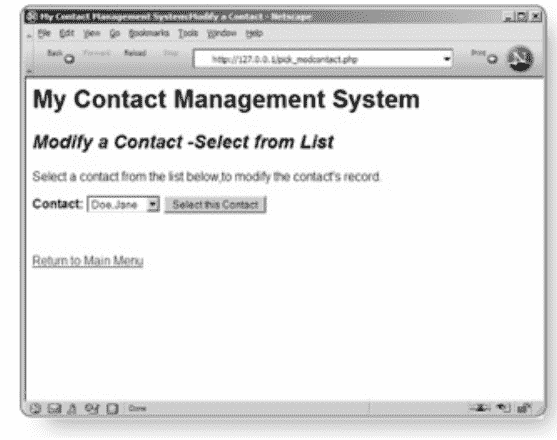 My Contact Management System:Modify a Contact - Netscape
File Edit View Go Bookmarks Tools Window Help
Back Forward Reload Stop http://127.0.0.1/pick_modcontact.php Print
My Contact Management System
Modify a Contact -Select from List
Select a contact from the list below,to modify the contact's record.
Contact: Doe,Jane Select this Contact
Return to Main Menu
Done